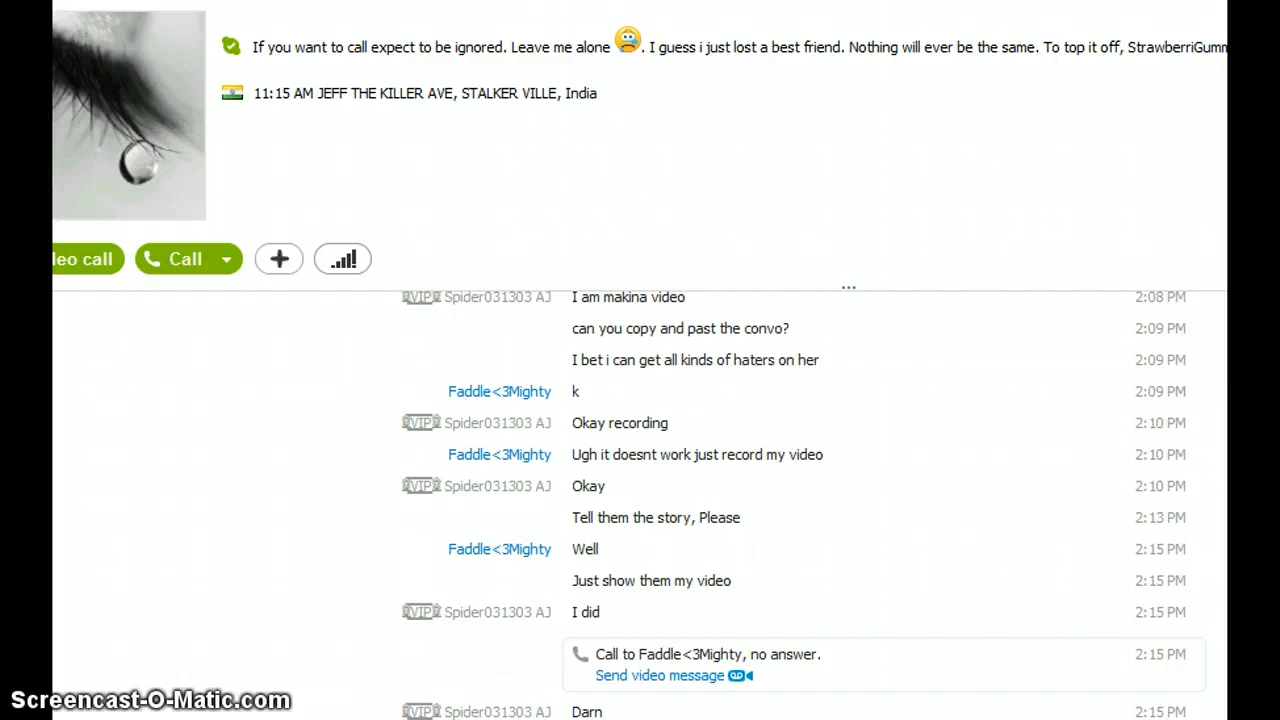 If you want to call expect to be ignored. Leave me alone 😢. I guess i just lost a best friend. Nothing will ever be the same. To top it off, StrawberriGumm
11:15 AM JEFF THE KILLER AVE, STALKER VILLE, India
leo call Call
VIP Spider031303 AJ I am makina video 2:08 PM
can you copy and past the convo? 2:09 PM
I bet i can get all kinds of haters on her 2:09 PM
Faddle<3Mighty k 2:09 PM
VIP Spider031303 AJ Okay recording 2:10 PM
Faddle<3Mighty Ugh it doesnt work just record my video 2:10 PM
VIP Spider031303 AJ Okay 2:10 PM
Tell them the story, Please 2:13 PM
Faddle<3Mighty Well 2:15 PM
Just show them my video 2:15 PM
VIP Spider031303 AJ I did 2:15 PM
Call to Faddle<3Mighty, no answer. 2:15 PM
Send video message
VIP Spider031303 AJ Darn 2:15 PM
Screencast-O-Matic.com